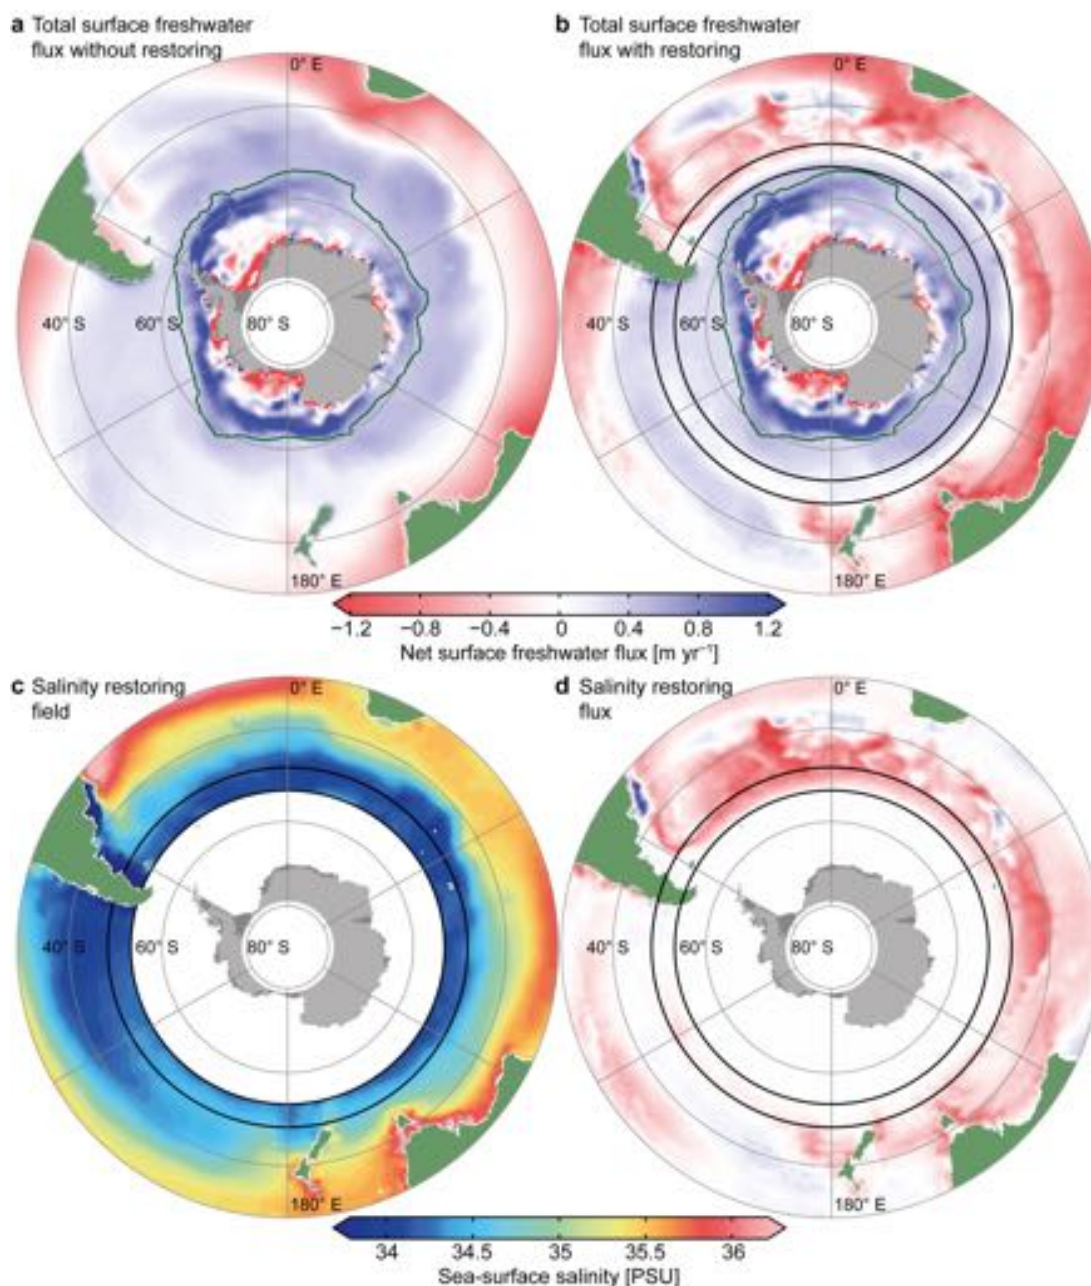 a Total surface freshwater
flux without restoring
b Total surface freshwater
flux with restoring
0° E
0° E
40° S
60° S
80° S
40° S
60° S
80° S
180° E
180° E
−1.2
−0.8
−0.4
0
0.4
0.8
1.2
Net surface freshwater flux [m yr⁻¹]
c Salinity restoring
field
d Salinity restoring
flux
0° E
0° E
40° S
60° S
80° S
40° S
60° S
80° S
180° E
180° E
34
34.5
35
35.5
36
Sea-surface salinity [PSU]